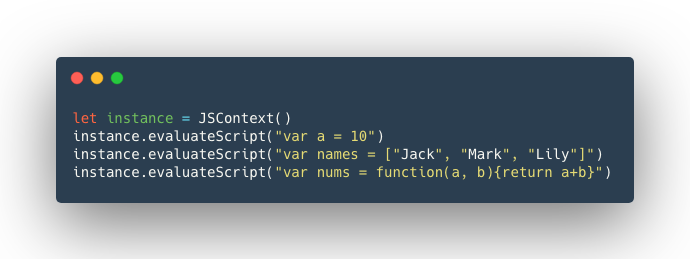 let instance = JSContext()
instance.evaluateScript("var a = 10")
instance.evaluateScript("var names = ["Jack", "Mark", "Lily"]")
instance.evaluateScript("var nums = function(a, b){return a+b}")